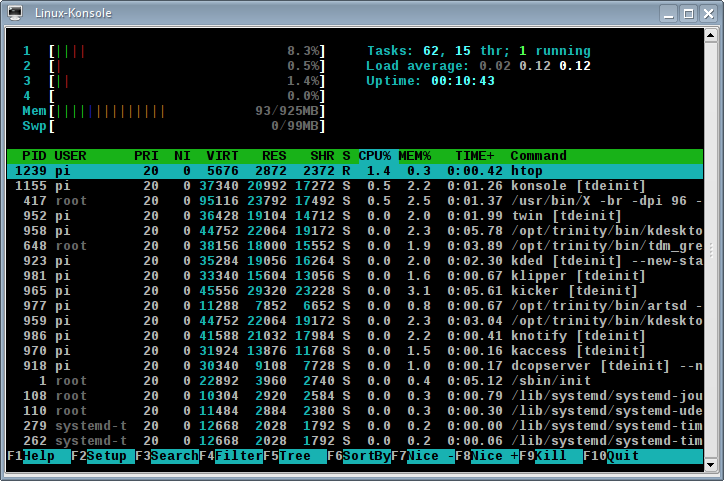 Linux-Konsole
1 [|||| 8.3%] Tasks: 62, 15 thr; 1 running
2 [| 0.5%] Load average: 0.02 0.12 0.12
3 [|| 1.4%] Uptime: 00:10:43
4 [ 0.0%]
Mem[|||||||||||||| 93/925MB]
Swp[ 0/99MB]
PID USER PRI NI VIRT RES SHR S CPU% MEM% TIME+ Command
1239 pi 20 0 5676 2872 2372 R 1.4 0.3 0:00.42 htop
1155 pi 20 0 37340 20992 17272 S 0.5 2.2 0:01.26 konsole [tdeinit]
417 root 20 0 95116 23792 17492 S 0.5 2.5 0:01.37 /usr/bin/X -br -dpi 96 -
952 pi 20 0 36428 19104 14712 S 0.0 2.0 0:01.99 twin [tdeinit]
958 pi 20 0 44752 22064 19172 S 0.0 2.3 0:05.78 /opt/trinity/bin/kdeskto
648 root 20 0 38156 18000 15552 S 0.0 1.9 0:03.89 /opt/trinity/bin/tdm_gre
923 pi 20 0 35284 19056 16264 S 0.0 2.0 0:02.30 kded [tdeinit] --new-sta
981 pi 20 0 33340 15604 13056 S 0.0 1.6 0:00.67 klipper [tdeinit]
965 pi 20 0 45556 29320 23228 S 0.0 3.1 0:05.61 kicker [tdeinit]
977 pi 20 0 11288 7852 6652 S 0.0 0.8 0:00.67 /opt/trinity/bin/artsd -
959 pi 20 0 44752 22064 19172 S 0.0 2.3 0:03.04 /opt/trinity/bin/kdeskto
986 pi 20 0 41588 21032 17984 S 0.0 2.2 0:00.41 knotify [tdeinit]
970 pi 20 0 31924 13876 11768 S 0.0 1.5 0:00.16 kaccess [tdeinit]
918 pi 20 0 30340 9108 7728 S 0.0 1.0 0:00.17 dcopserver [tdeinit] --n
1 root 20 0 22892 3960 2740 S 0.0 0.4 0:05.12 /sbin/init
108 root 20 0 10304 2920 2584 S 0.0 0.3 0:00.79 /lib/systemd/systemd-jou
110 root 20 0 11484 2884 2380 S 0.0 0.3 0:00.30 /lib/systemd/systemd-ude
279 systemd-t 20 0 12668 2028 1792 S 0.0 0.2 0:00.00 /lib/systemd/systemd-tim
262 systemd-t 20 0 12668 2028 1792 S 0.0 0.2 0:00.06 /lib/systemd/systemd-tim
F1Help F2Setup F3SearchF4FilterF5Tree F6SortByF7Nice -F8Nice +F9Kill F10Quit